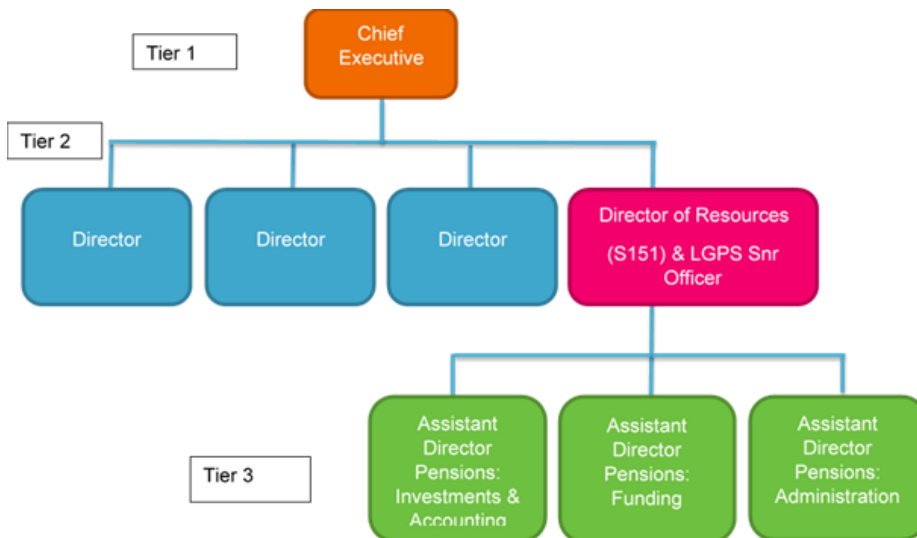 Tier 1
Chief
Executive
Tier 2
Director
Director
Director
Director of Resources
(S151) & LGPS Snr
Officer
Tier 3
Assistant
Director
Pensions:
Investments &
Accounting
Assistant
Director
Pensions:
Funding
Assistant
Director
Pensions:
Administration